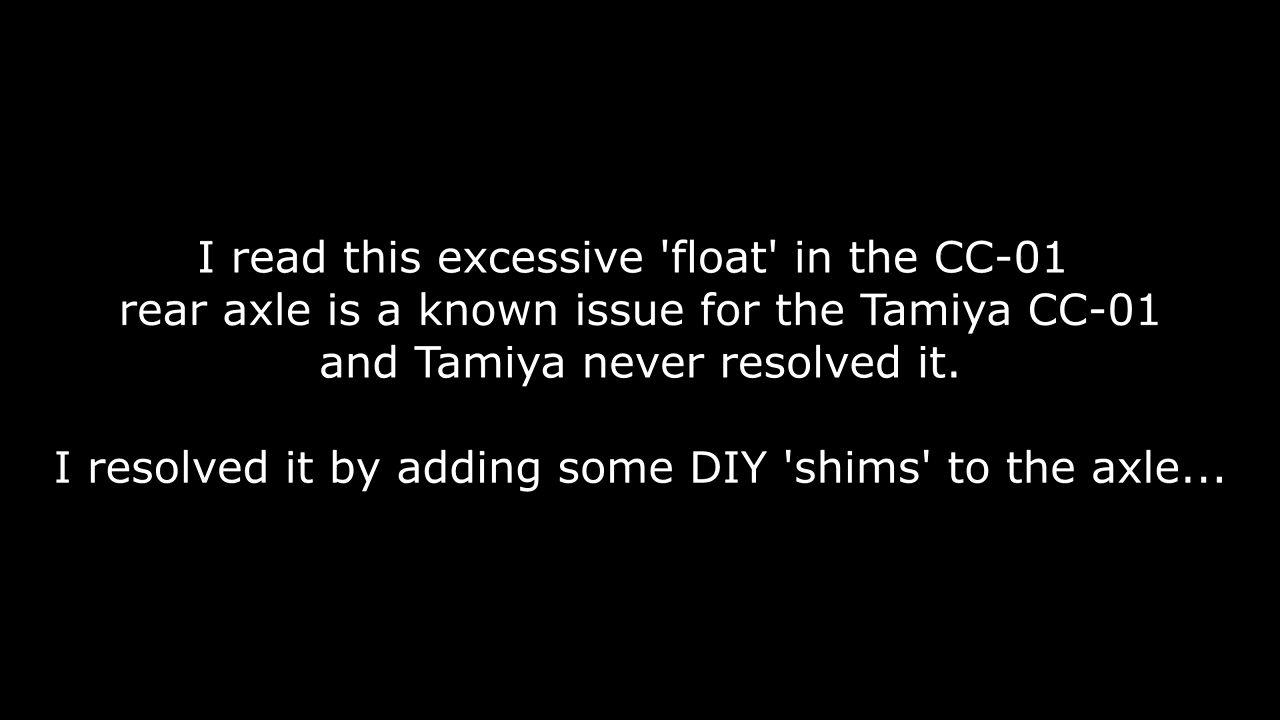 I read this excessive 'float' in the CC-01
rear axle is a known issue for the Tamiya CC-01
and Tamiya never resolved it.
I resolved it by adding some DIY 'shims' to the axle...